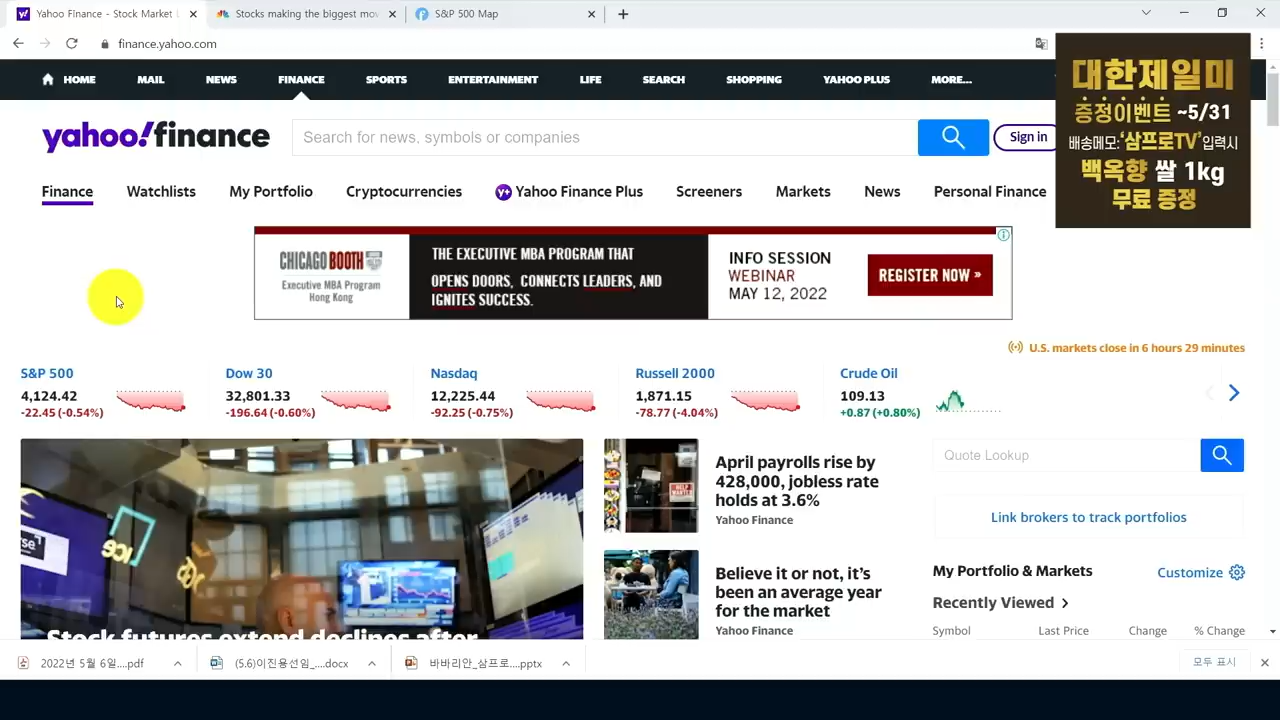 Yahoo Finance - Stock Market L
Stocks making the biggest mov
S&P 500 Map
finance.yahoo.com
HOME
MAIL
NEWS
FINANCE
SPORTS
ENTERTAINMENT
LIFE
SEARCH
SHOPPING
YAHOO PLUS
MORE...
대한제일미
증정이벤트 ~5/31
배송메모:'삼프로TV'입력시
백옥향 쌀 1kg
무료 증정
yahoo!finance
Search for news, symbols or companies
Sign in
Finance
Watchlists
My Portfolio
Cryptocurrencies
Yahoo Finance Plus
Screeners
Markets
News
Personal Finance
CHICAGO BOOTH
Executive MBA Program
Hong Kong
THE EXECUTIVE MBA PROGRAM THAT
OPENS DOORS, CONNECTS LEADERS, AND
IGNITES SUCCESS.
INFO SESSION
WEBINAR
MAY 12, 2022
REGISTER NOW »
U.S. markets close in 6 hours 29 minutes
S&P 500
4,124.42
-22.45 (-0.54%)
Dow 30
32,801.33
-196.64 (-0.60%)
Nasdaq
12,225.44
-92.25 (-0.75%)
Russell 2000
1,871.15
-78.77 (-4.04%)
Crude Oil
109.13
+0.87 (+0.80%)
Stock futures extend declines after
HELP
WANTED
April payrolls rise by
428,000, jobless rate
holds at 3.6%
Yahoo Finance
Believe it or not, it's
been an average year
for the market
Yahoo Finance
Quote Lookup
Link brokers to track portfolios
My Portfolio & Markets
Customize
Recently Viewed
Symbol
Last Price
Change
% Change
2022년 5월 6일....pdf
(5.6)이진용선임_....docx
바바리안_삼프로....pptx
모두 표시